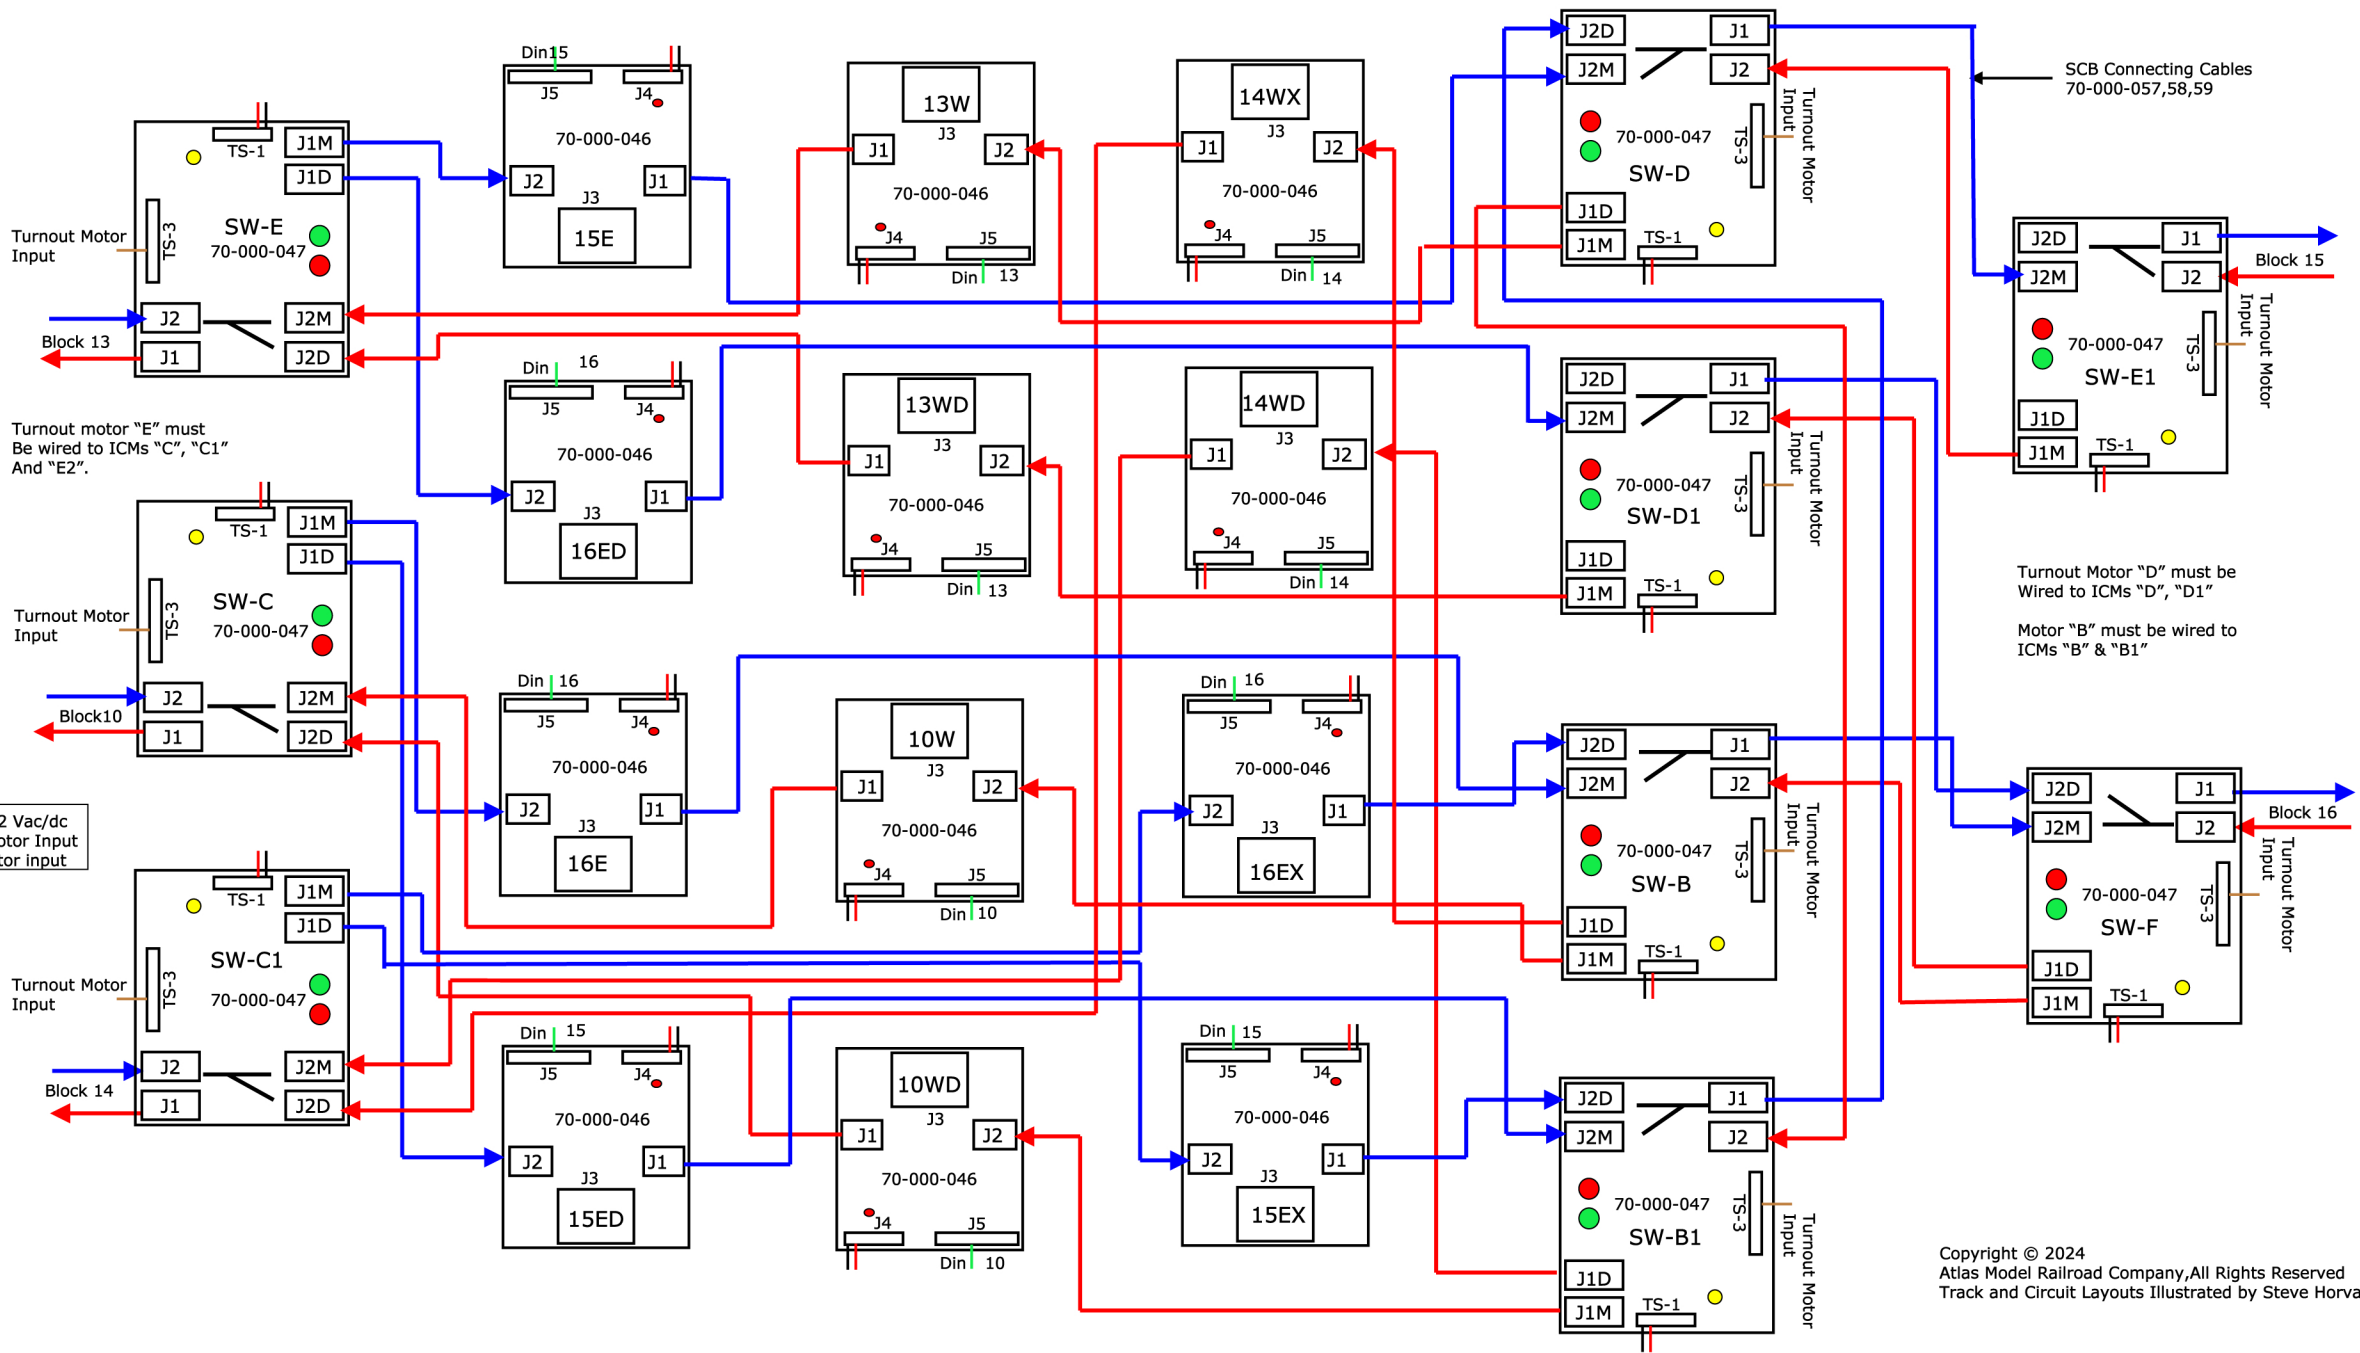 Din15
J5
J4
70-000-046
J2
J1
J3
15E
13W
J3
J1
J2
70-000-046
J4
J5
Din 13
14WX
J3
J1
J2
70-000-046
J4
J5
Din 14
J2D
J1
J2M
J2
70-000-047
SW-D
TS-3
Turnout Motor
Input
J1D
J1M
TS-1
SCB Connecting Cables
70-000-057,58,59
TS-1
J1M
J1D
SW-E
70-000-047
TS-3
Turnout Motor
Input
J2
J2M
Block 13
J1
J2D
J2D
J1
J2M
J2
Block 15
70-000-047
SW-E1
TS-3
Turnout Motor
Input
J1D
J1M
TS-1
Turnout motor “E” must
Be wired to ICMs “C”, “C1”
And “E2”.
Din 16
J5
J4
70-000-046
J2
J1
J3
16ED
13WD
J3
J1
J2
70-000-046
J4
J5
Din 13
14WD
J3
J1
J2
70-000-046
J4
J5
Din 14
J2D
J1
J2M
J2
70-000-047
SW-D1
TS-3
Turnout Motor
Input
J1D
J1M
TS-1
Turnout Motor “D” must be
Wired to ICMs “D”, “D1”
Motor “B” must be wired to
ICMs “B” & “B1”
TS-1
J1M
J1D
SW-C
70-000-047
TS-3
Turnout Motor
Input
J2
J2M
Block10
J1
J2D
Din 16
J5
J4
70-000-046
J2
J1
J3
16E
10W
J3
J1
J2
70-000-046
J4
J5
Din 10
Din 16
J5
J4
70-000-046
J2
J1
J3
16EX
J2D
J1
J2M
J2
70-000-047
SW-B
TS-3
Turnout Motor
Input
J1D
J1M
TS-1
J2D
J1
J2M
J2
Block 16
70-000-047
SW-F
TS-3
Turnout Motor
Input
J1D
J1M
TS-1
2 Vac/dc
otor Input
tor input
TS-1
J1M
J1D
SW-C1
70-000-047
TS-3
Turnout Motor
Input
J2
J2M
Block 14
J1
J2D
Din 15
J5
J4
70-000-046
J2
J1
J3
15ED
10WD
J3
J1
J2
70-000-046
J4
J5
Din 10
Din 15
J5
J4
70-000-046
J2
J1
J3
15EX
J2D
J1
J2M
J2
70-000-047
SW-B1
TS-3
Turnout Motor
Input
J1D
J1M
TS-1
Copyright © 2024
Atlas Model Railroad Company,All Rights Reserved
Track and Circuit Layouts Illustrated by Steve Horva